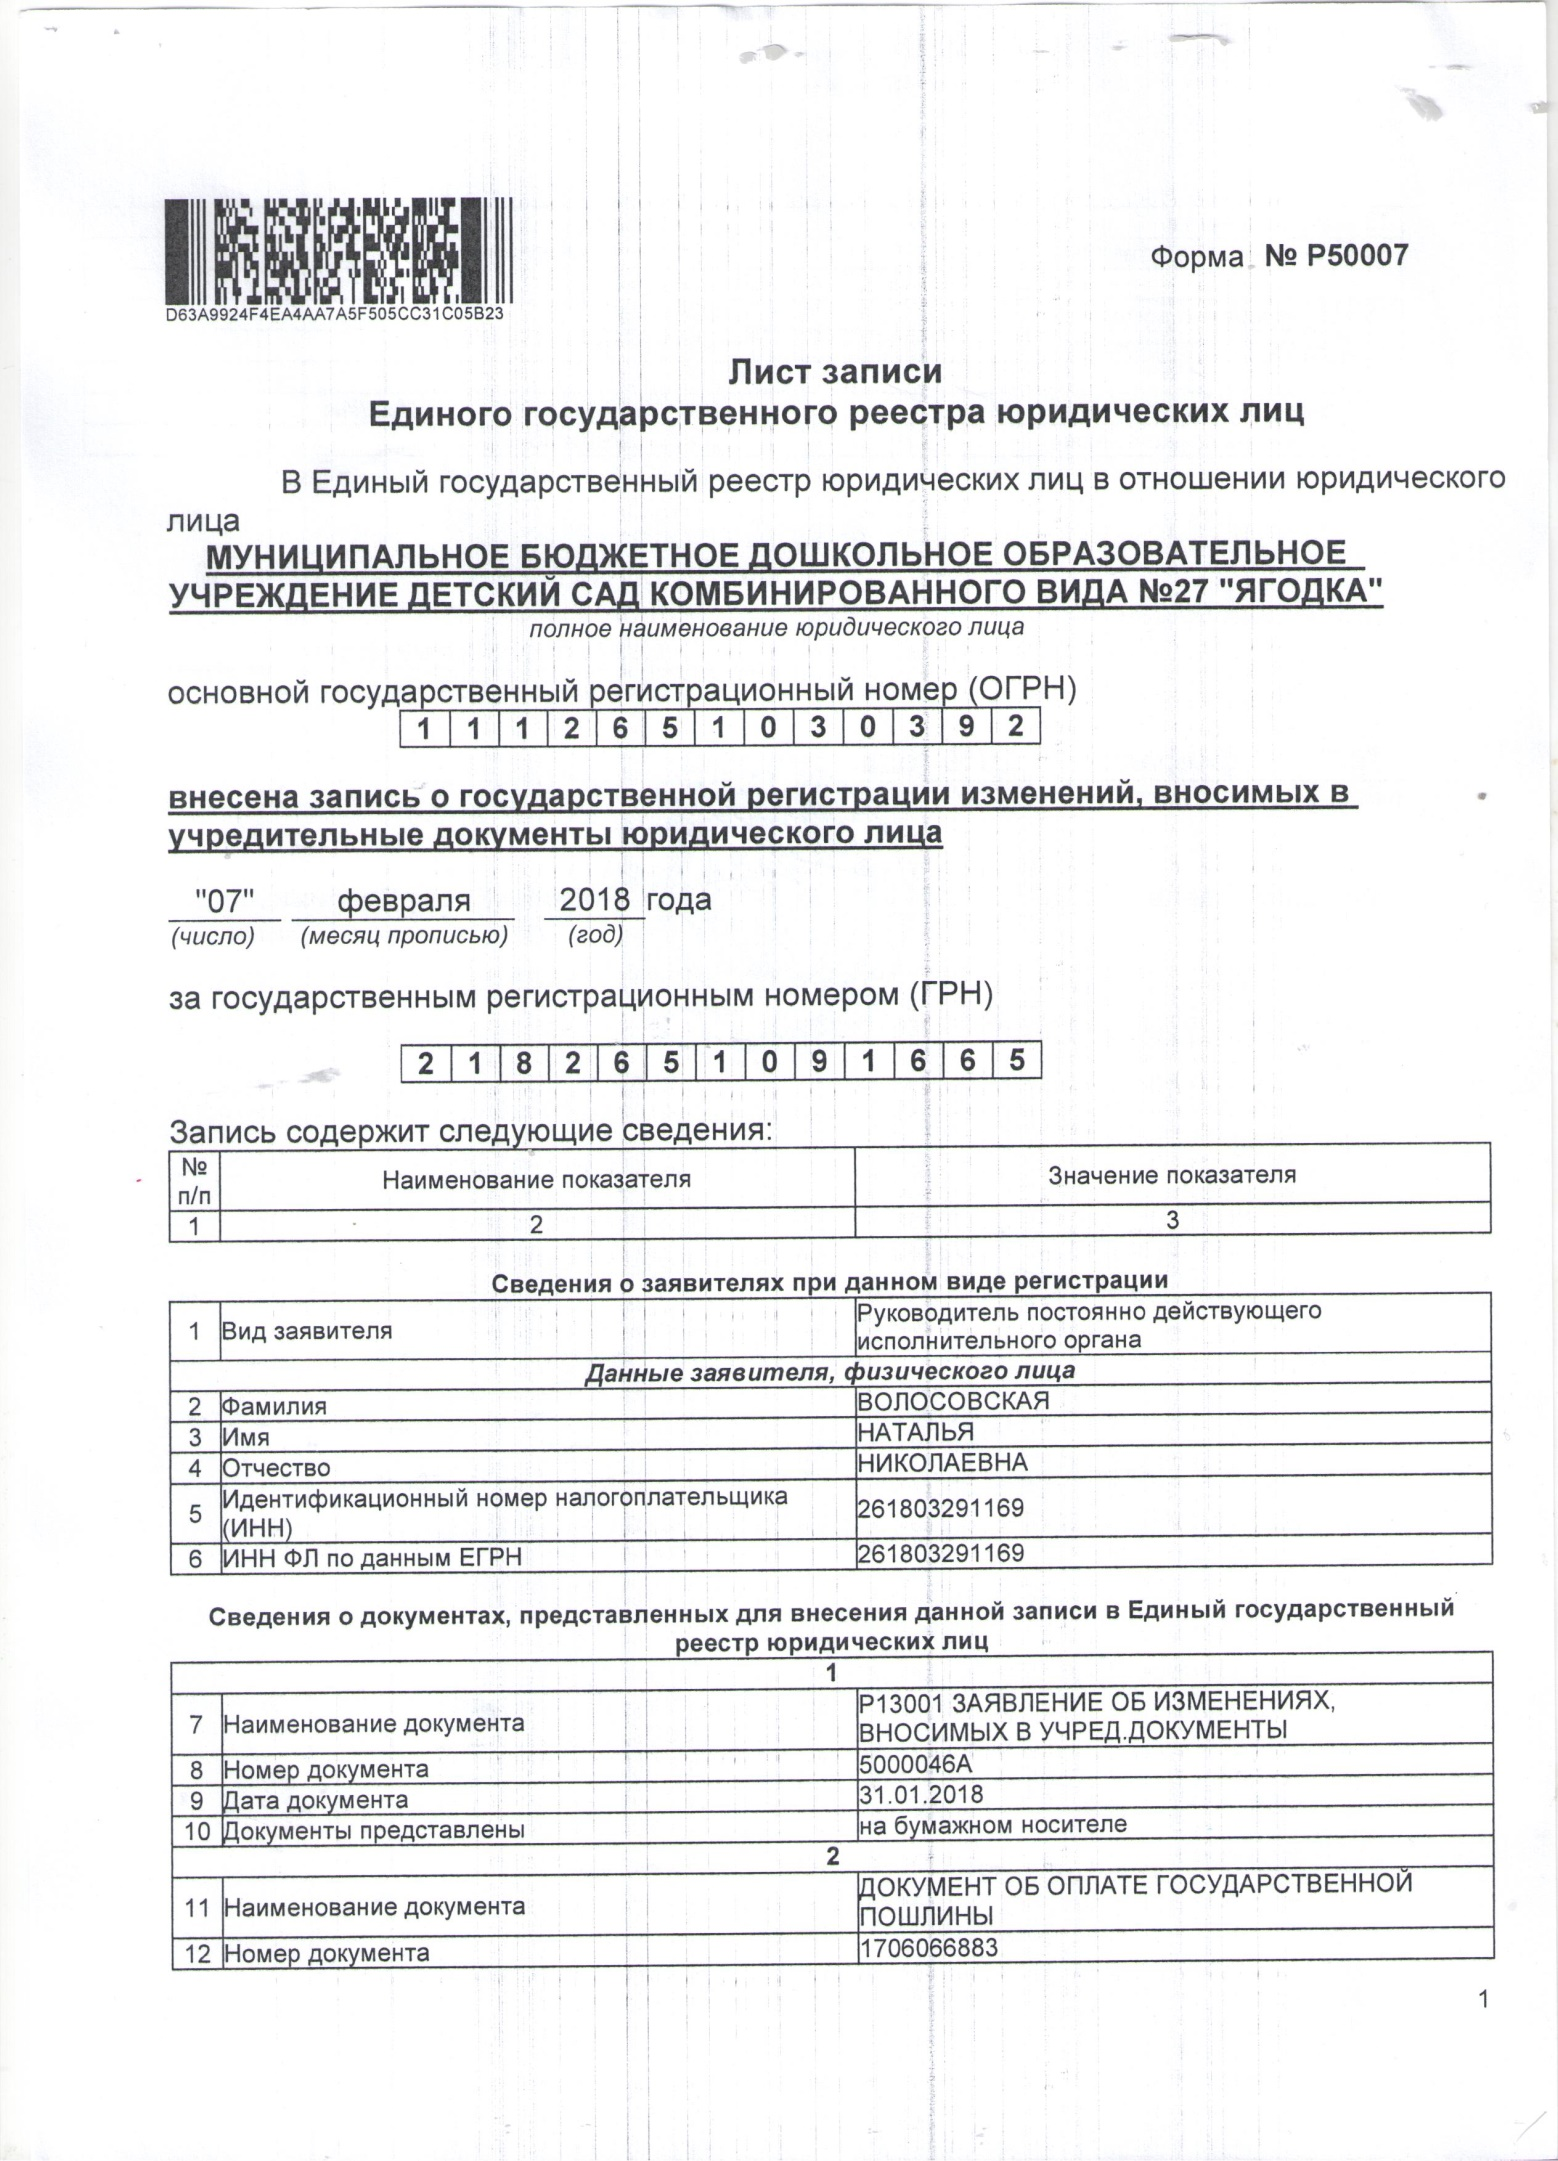 D63A9924F4EA4AA7A5F505CC31C05B23
Форма № Р50007
Лист записи
Единого государственного реестра юридических лиц
В Единый государственный реестр юридических лиц в отношении юридического
лица
МУНИЦИПАЛЬНОЕ БЮДЖЕТНОЕ ДОШКОЛЬНОЕ ОБРАЗОВАТЕЛЬНОЕ
УЧРЕЖДЕНИЕ ДЕТСКИЙ САД КОМБИНИРОВАННОГО ВИДА №27 "ЯГОДКА"
полное наименование юридического лица
основной государственный регистрационный номер (ОГРН)
1 1 1 2 6 5 1 0 3 0 3 9 2
внесена запись о государственной регистрации изменений, вносимых в
учредительные документы юридического лица
"07" февраля 2018 года
(число) (месяц прописью) (год)
за государственным регистрационным номером (ГРН)
2 1 8 2 6 5 1 0 9 1 6 6 5
Запись содержит следующие сведения:
№ п/п Наименование показателя Значение показателя
1 2 3
Сведения о заявителях при данном виде регистрации
1 Вид заявителя Руководитель постоянно действующего
исполнительного органа
Данные заявителя, физического лица
2 Фамилия ВОЛОСОВСКАЯ
3 Имя НАТАЛЬЯ
4 Отчество НИКОЛАЕВНА
5 Идентификационный номер налогоплательщика
(ИНН) 261803291169
6 ИНН ФЛ по данным ЕГРН 261803291169
Сведения о документах, представленных для внесения данной записи в Единый государственный
реестр юридических лиц
1
7 Наименование документа Р13001 ЗАЯВЛЕНИЕ ОБ ИЗМЕНЕНИЯХ,
ВНОСИМЫХ В УЧРЕД.ДОКУМЕНТЫ
8 Номер документа 5000046А
9 Дата документа 31.01.2018
10 Документы представлены на бумажном носителе
2
11 Наименование документа ДОКУМЕНТ ОБ ОПЛАТЕ ГОСУДАРСТВЕННОЙ
ПОШЛИНЫ
12 Номер документа 1706066883
1